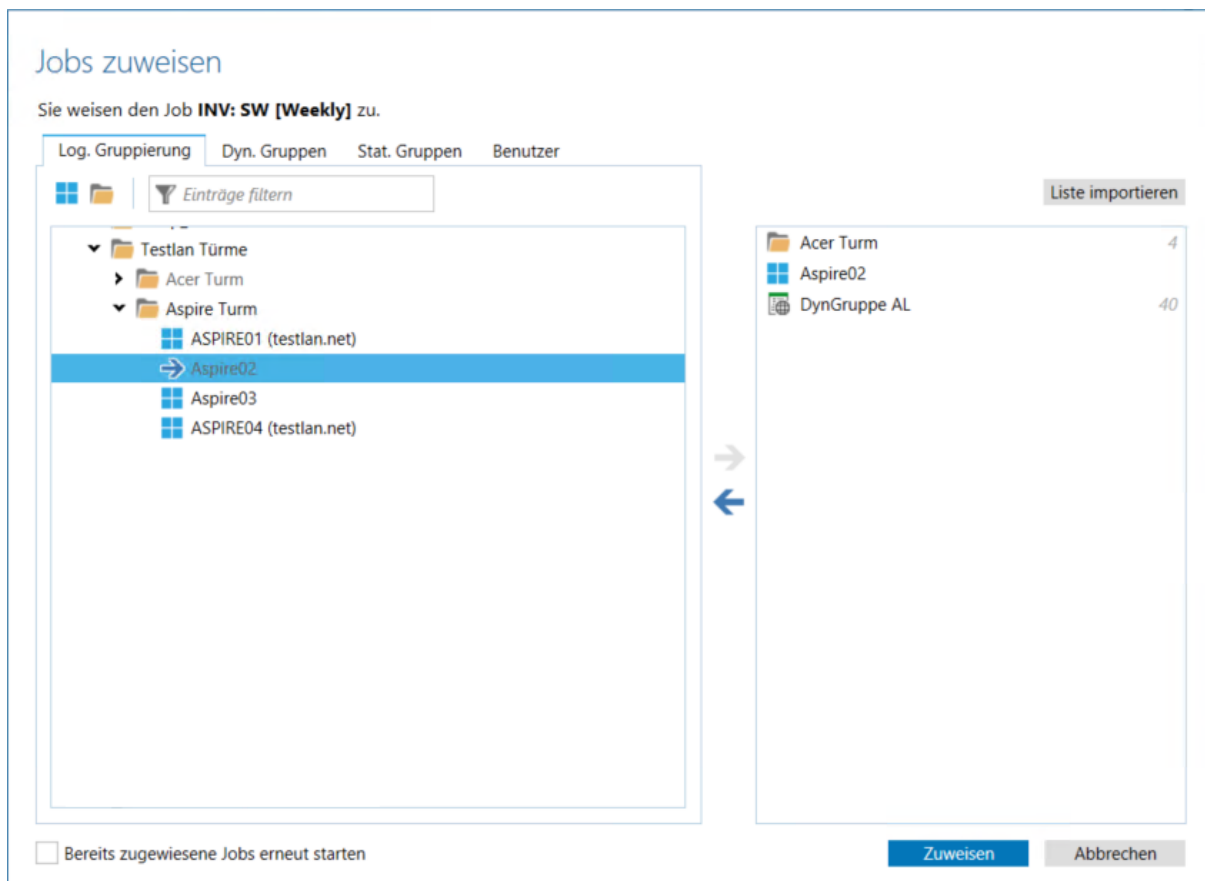 Jobs zuweisen
Sie weisen den Job INV: SW [Weekly] zu.
Log. Gruppierung Dyn. Gruppen Stat. Gruppen Benutzer
Einträge filtern
Liste importieren
Testlan Türme
Acer Turm
Aspire Turm
ASPIRE01 (testlan.net)
Aspire02
Aspire03
ASPIRE04 (testlan.net)
Acer Turm 4
Aspire02
DynGruppe AL 40
Bereits zugewiesene Jobs erneut starten
Zuweisen Abbrechen